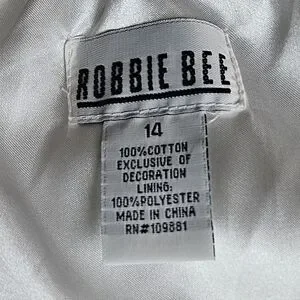 ROBBIE BEE
14
100%COTTON
EXCLUSIVE OF
DECORATION
LINING:
100%POLYESTER
MADE IN CHINA
RN#109881